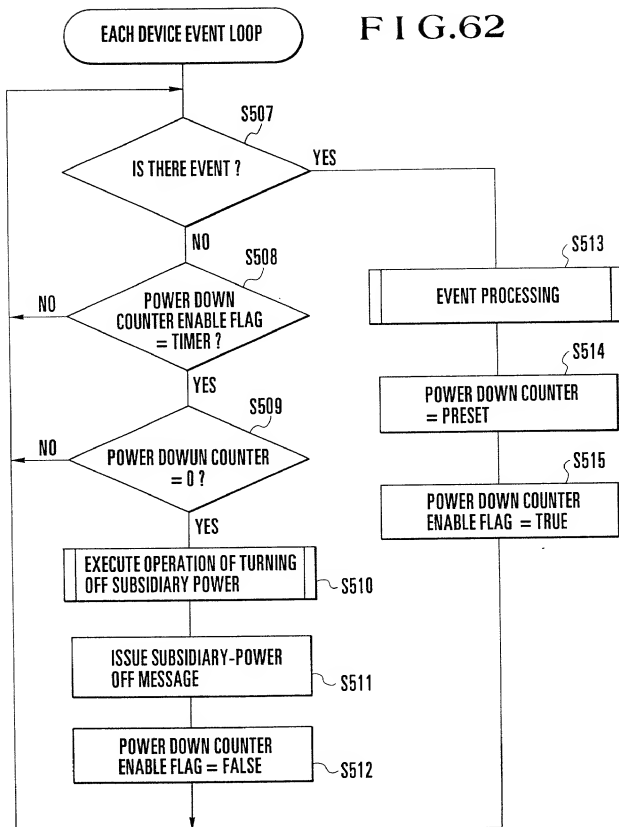 EACH DEVICE EVENT LOOP
F I G.62
S507
IS THERE EVENT ?
YES
NO
S508
POWER DOWN
COUNTER ENABLE FLAG
= TIMER ?
NO
YES
S509
POWER DOWUN COUNTER
= 0 ?
NO
YES
EXECUTE OPERATION OF TURNING
OFF SUBSIDIARY POWER
S510
ISSUE SUBSIDIARY-POWER
OFF MESSAGE
S511
POWER DOWN COUNTER
ENABLE FLAG = FALSE
S512
S513
EVENT PROCESSING
S514
POWER DOWN COUNTER
= PRESET
S515
POWER DOWN COUNTER
ENABLE FLAG = TRUE